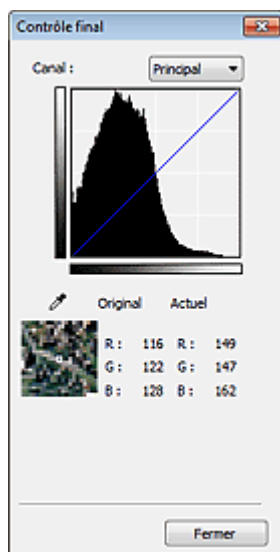 Contrôle final
Canal : Principal
Original Actuel
R : 116 R : 149
G : 122 G : 147
B : 128 B : 162
Fermer